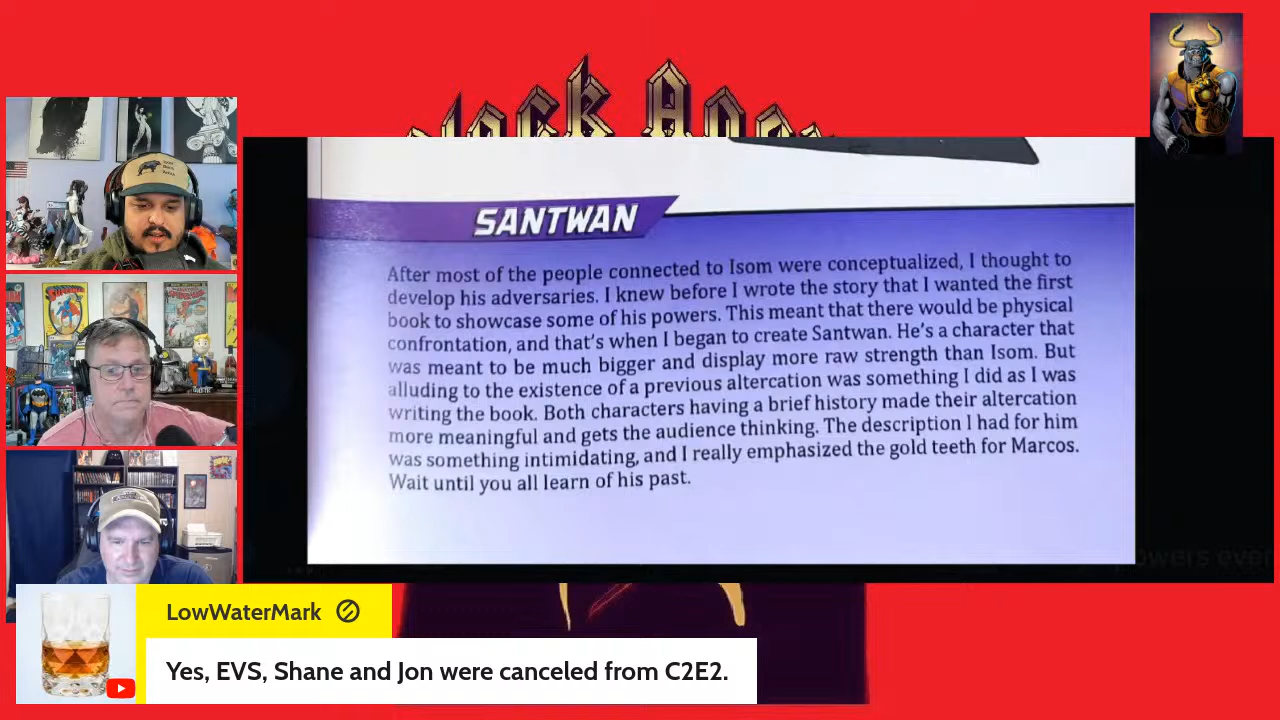 SANTWAN
After most of the people connected to Isom were conceptualized, I thought to
develop his adversaries. I knew before I wrote the story that I wanted the first
book to showcase some of his powers. This meant that there would be physical
confrontation, and that's when I began to create Santwan. He's a character that
was meant to be much bigger and display more raw strength than Isom. But
alluding to the existence of a previous altercation was something I did as I was
writing the book. Both characters having a brief history made their altercation
more meaningful and gets the audience thinking. The description I had for him
was something intimidating, and I really emphasized the gold teeth for Marcos.
Wait until you all learn of his past.
LowWaterMark
Yes, EVS, Shane and Jon were canceled from C2E2.